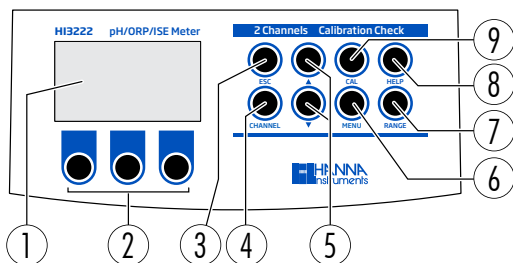 HI3222 pH/ORP/ISE Meter
2 Channels Calibration Check
ESC ▲ CAL HELP
CHANNEL ▼ MENU RANGE
HANNA
instruments
9
8
7
6
1 2 3 4 5